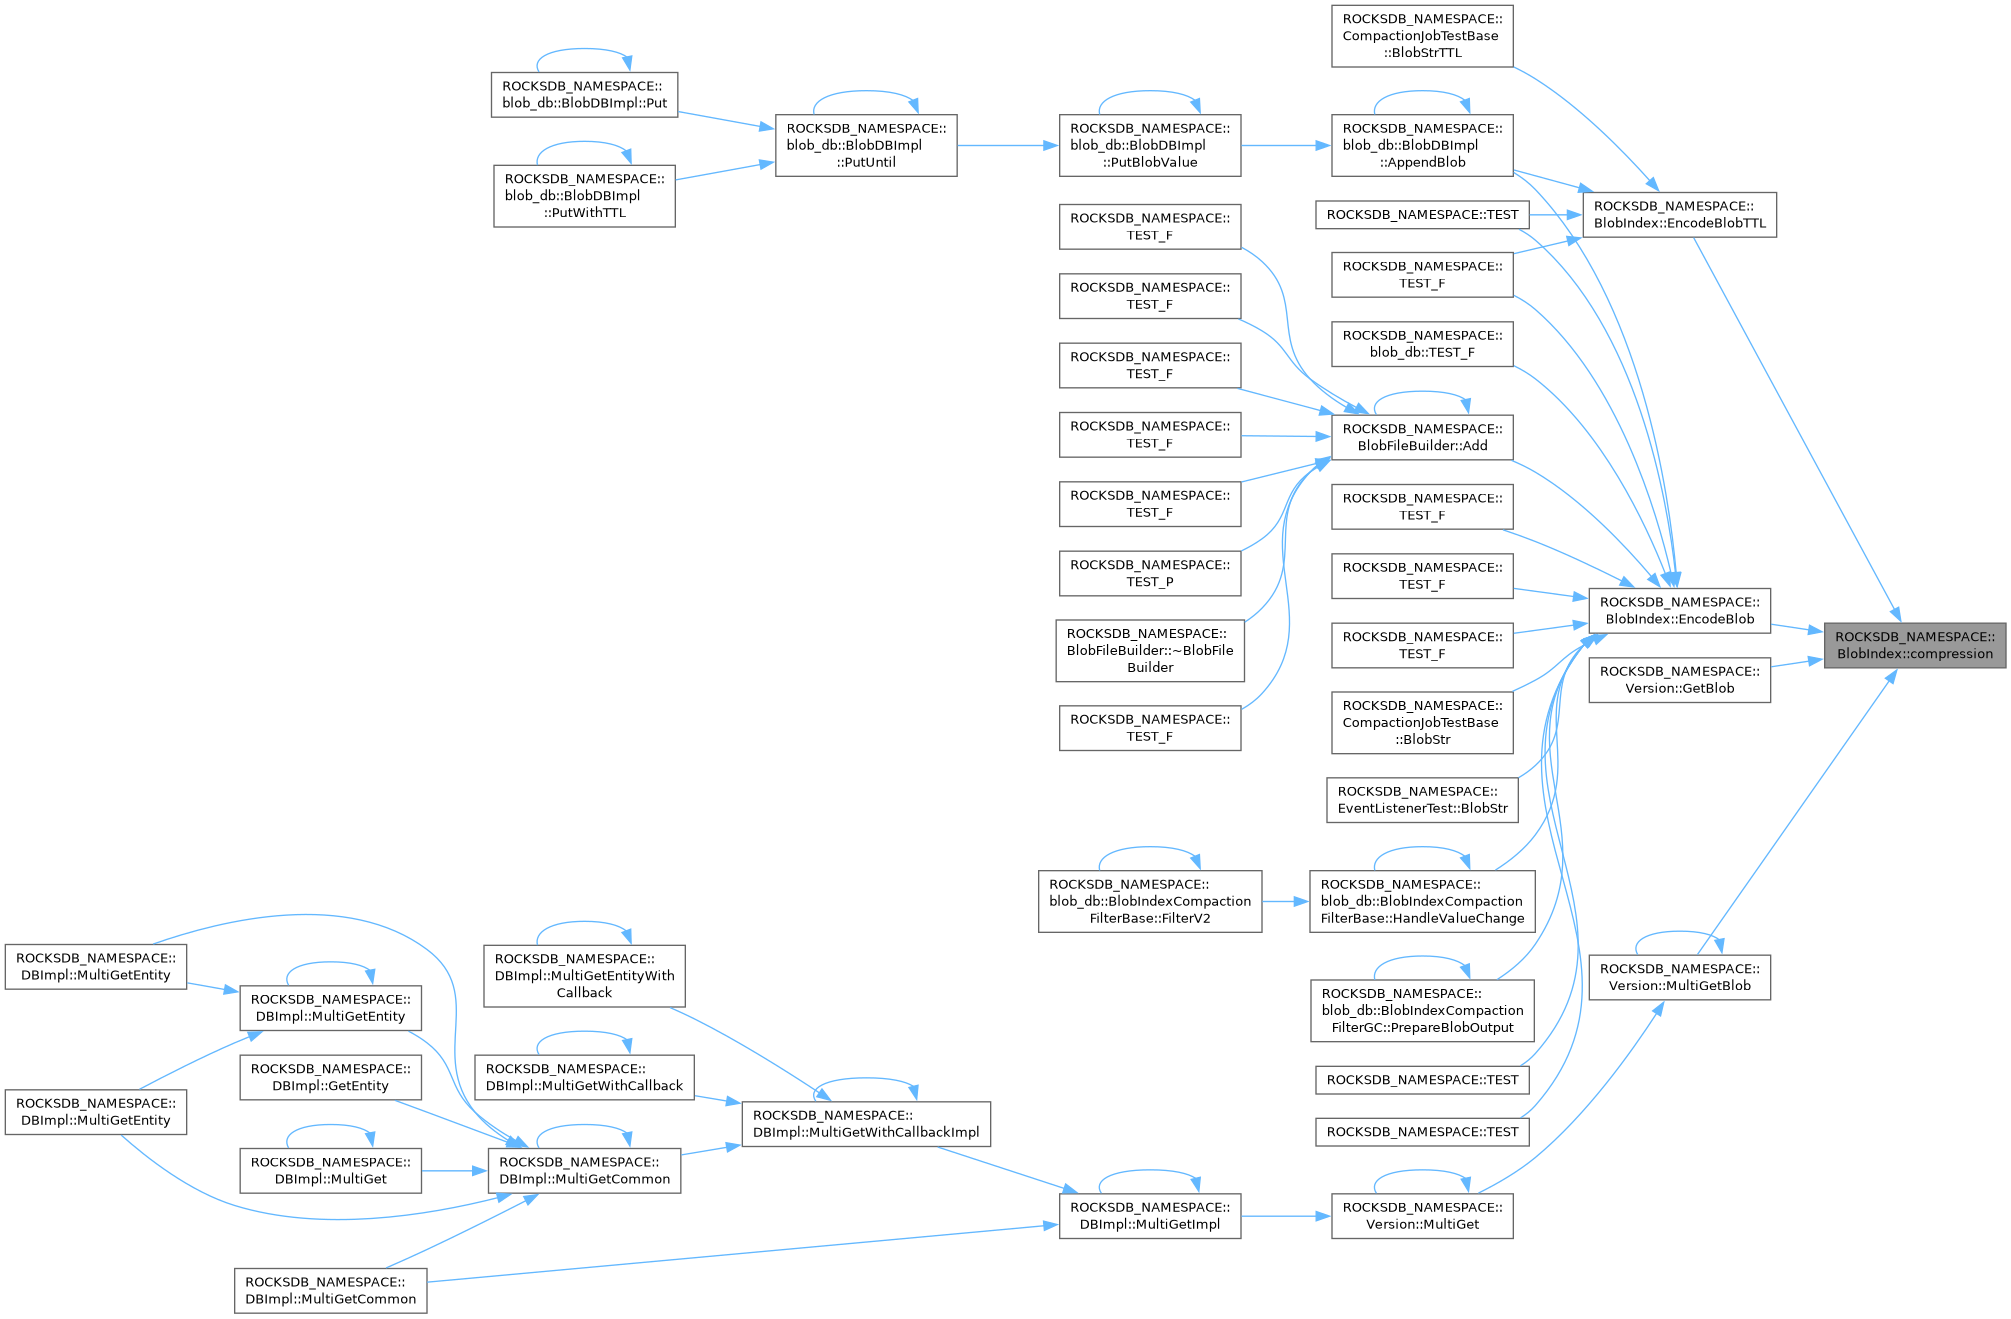 ROCKSDB_NAMESPACE::
CompactionJobTestBase
::BlobStrTTL
ROCKSDB_NAMESPACE::
blob_db::BlobDBImpl::Put
ROCKSDB_NAMESPACE::
blob_db::BlobDBImpl
::PutWithTTL
ROCKSDB_NAMESPACE::
blob_db::BlobDBImpl
::PutUntil
ROCKSDB_NAMESPACE::
blob_db::BlobDBImpl
::PutBlobValue
ROCKSDB_NAMESPACE::
blob_db::BlobDBImpl
::AppendBlob
ROCKSDB_NAMESPACE::
BlobIndex::EncodeBlobTTL
ROCKSDB_NAMESPACE::TEST
ROCKSDB_NAMESPACE::
TEST_F
ROCKSDB_NAMESPACE::
blob_db::TEST_F
ROCKSDB_NAMESPACE::
TEST_F
ROCKSDB_NAMESPACE::
TEST_F
ROCKSDB_NAMESPACE::
TEST_F
ROCKSDB_NAMESPACE::
TEST_F
ROCKSDB_NAMESPACE::
TEST_F
ROCKSDB_NAMESPACE::
TEST_P
ROCKSDB_NAMESPACE::
BlobFileBuilder::~BlobFile
Builder
ROCKSDB_NAMESPACE::
TEST_F
ROCKSDB_NAMESPACE::
BlobFileBuilder::Add
ROCKSDB_NAMESPACE::
TEST_F
ROCKSDB_NAMESPACE::
TEST_F
ROCKSDB_NAMESPACE::
TEST_F
ROCKSDB_NAMESPACE::
CompactionJobTestBase
::BlobStr
ROCKSDB_NAMESPACE::
EventListenerTest::BlobStr
ROCKSDB_NAMESPACE::
BlobIndex::EncodeBlob
ROCKSDB_NAMESPACE::
BlobIndex::compression
ROCKSDB_NAMESPACE::
Version::GetBlob
ROCKSDB_NAMESPACE::
blob_db::BlobIndexCompaction
FilterBase::FilterV2
ROCKSDB_NAMESPACE::
blob_db::BlobIndexCompaction
FilterBase::HandleValueChange
ROCKSDB_NAMESPACE::
blob_db::BlobIndexCompaction
FilterGC::PrepareBlobOutput
ROCKSDB_NAMESPACE::TEST
ROCKSDB_NAMESPACE::TEST
ROCKSDB_NAMESPACE::
Version::MultiGetBlob
ROCKSDB_NAMESPACE::
Version::MultiGet
ROCKSDB_NAMESPACE::
DBImpl::MultiGetImpl
ROCKSDB_NAMESPACE::
DBImpl::MultiGetEntityWith
Callback
ROCKSDB_NAMESPACE::
DBImpl::MultiGetWithCallback
ROCKSDB_NAMESPACE::
DBImpl::MultiGetWithCallbackImpl
ROCKSDB_NAMESPACE::
DBImpl::MultiGetCommon
ROCKSDB_NAMESPACE::
DBImpl::MultiGetEntity
ROCKSDB_NAMESPACE::
DBImpl::MultiGetEntity
ROCKSDB_NAMESPACE::
DBImpl::GetEntity
ROCKSDB_NAMESPACE::
DBImpl::MultiGetEntity
ROCKSDB_NAMESPACE::
DBImpl::MultiGet
ROCKSDB_NAMESPACE::
DBImpl::MultiGetCommon